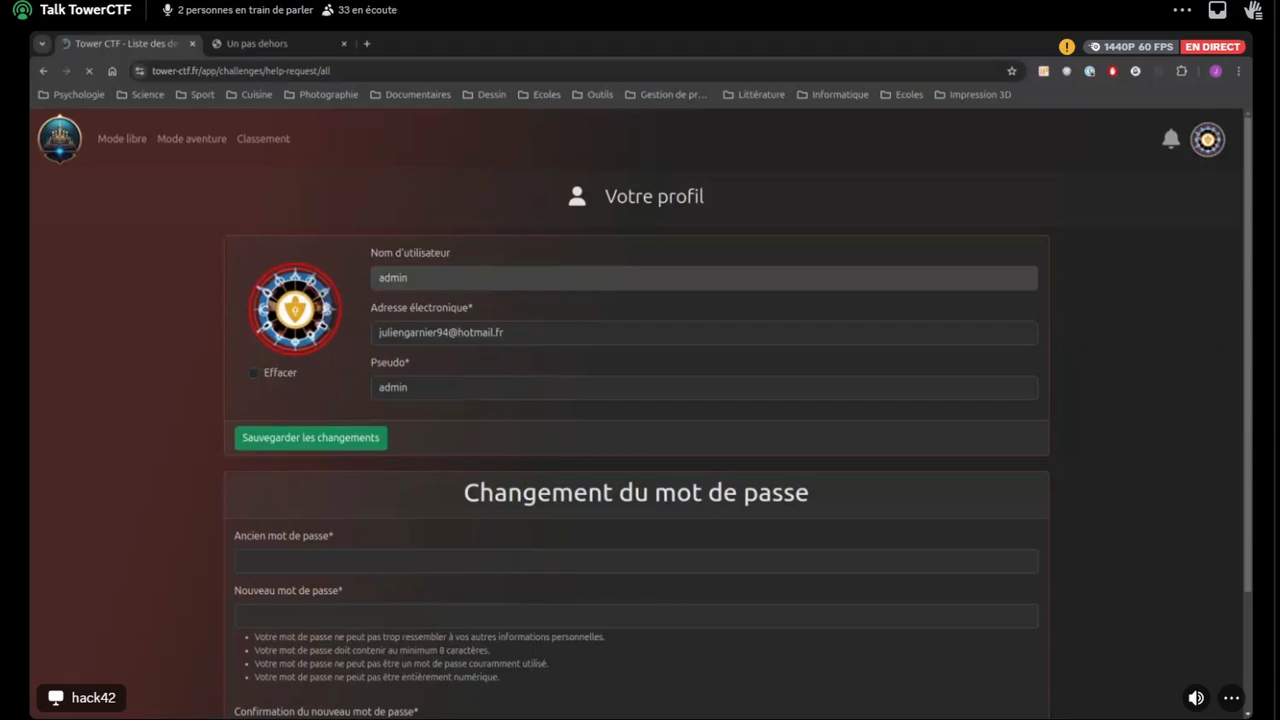 Talk TowerCTF
2 personnes en train de parler
33 en écoute
Tower CTF - Liste des de
Un pas dehors
1440P 60 FPS
EN DIRECT
tower-ctf.fr/app/challenges/help-request/all
Psychologie
Science
Sport
Cuisine
Photographie
Documentaires
Dessin
Ecoles
Outils
Gestion de pr...
Littérature
Informatique
Ecoles
Impression 3D
Mode libre
Mode aventure
Classement
Votre profil
Nom d'utilisateur
admin
Adresse électronique*
juliengarnier94@hotmail.fr
Pseudo*
Effacer
admin
Sauvegarder les changements
Changement du mot de passe
Ancien mot de passe*
Nouveau mot de passe*
Votre mot de passe ne peut pas trop ressembler à vos autres informations personnelles.
Votre mot de passe doit contenir au minimum 8 caractères.
Votre mot de passe ne peut pas être un mot de passe couramment utilisé.
Votre mot de passe ne peut pas être entièrement numérique.
hack42
Confirmation du nouveau mot de passe*